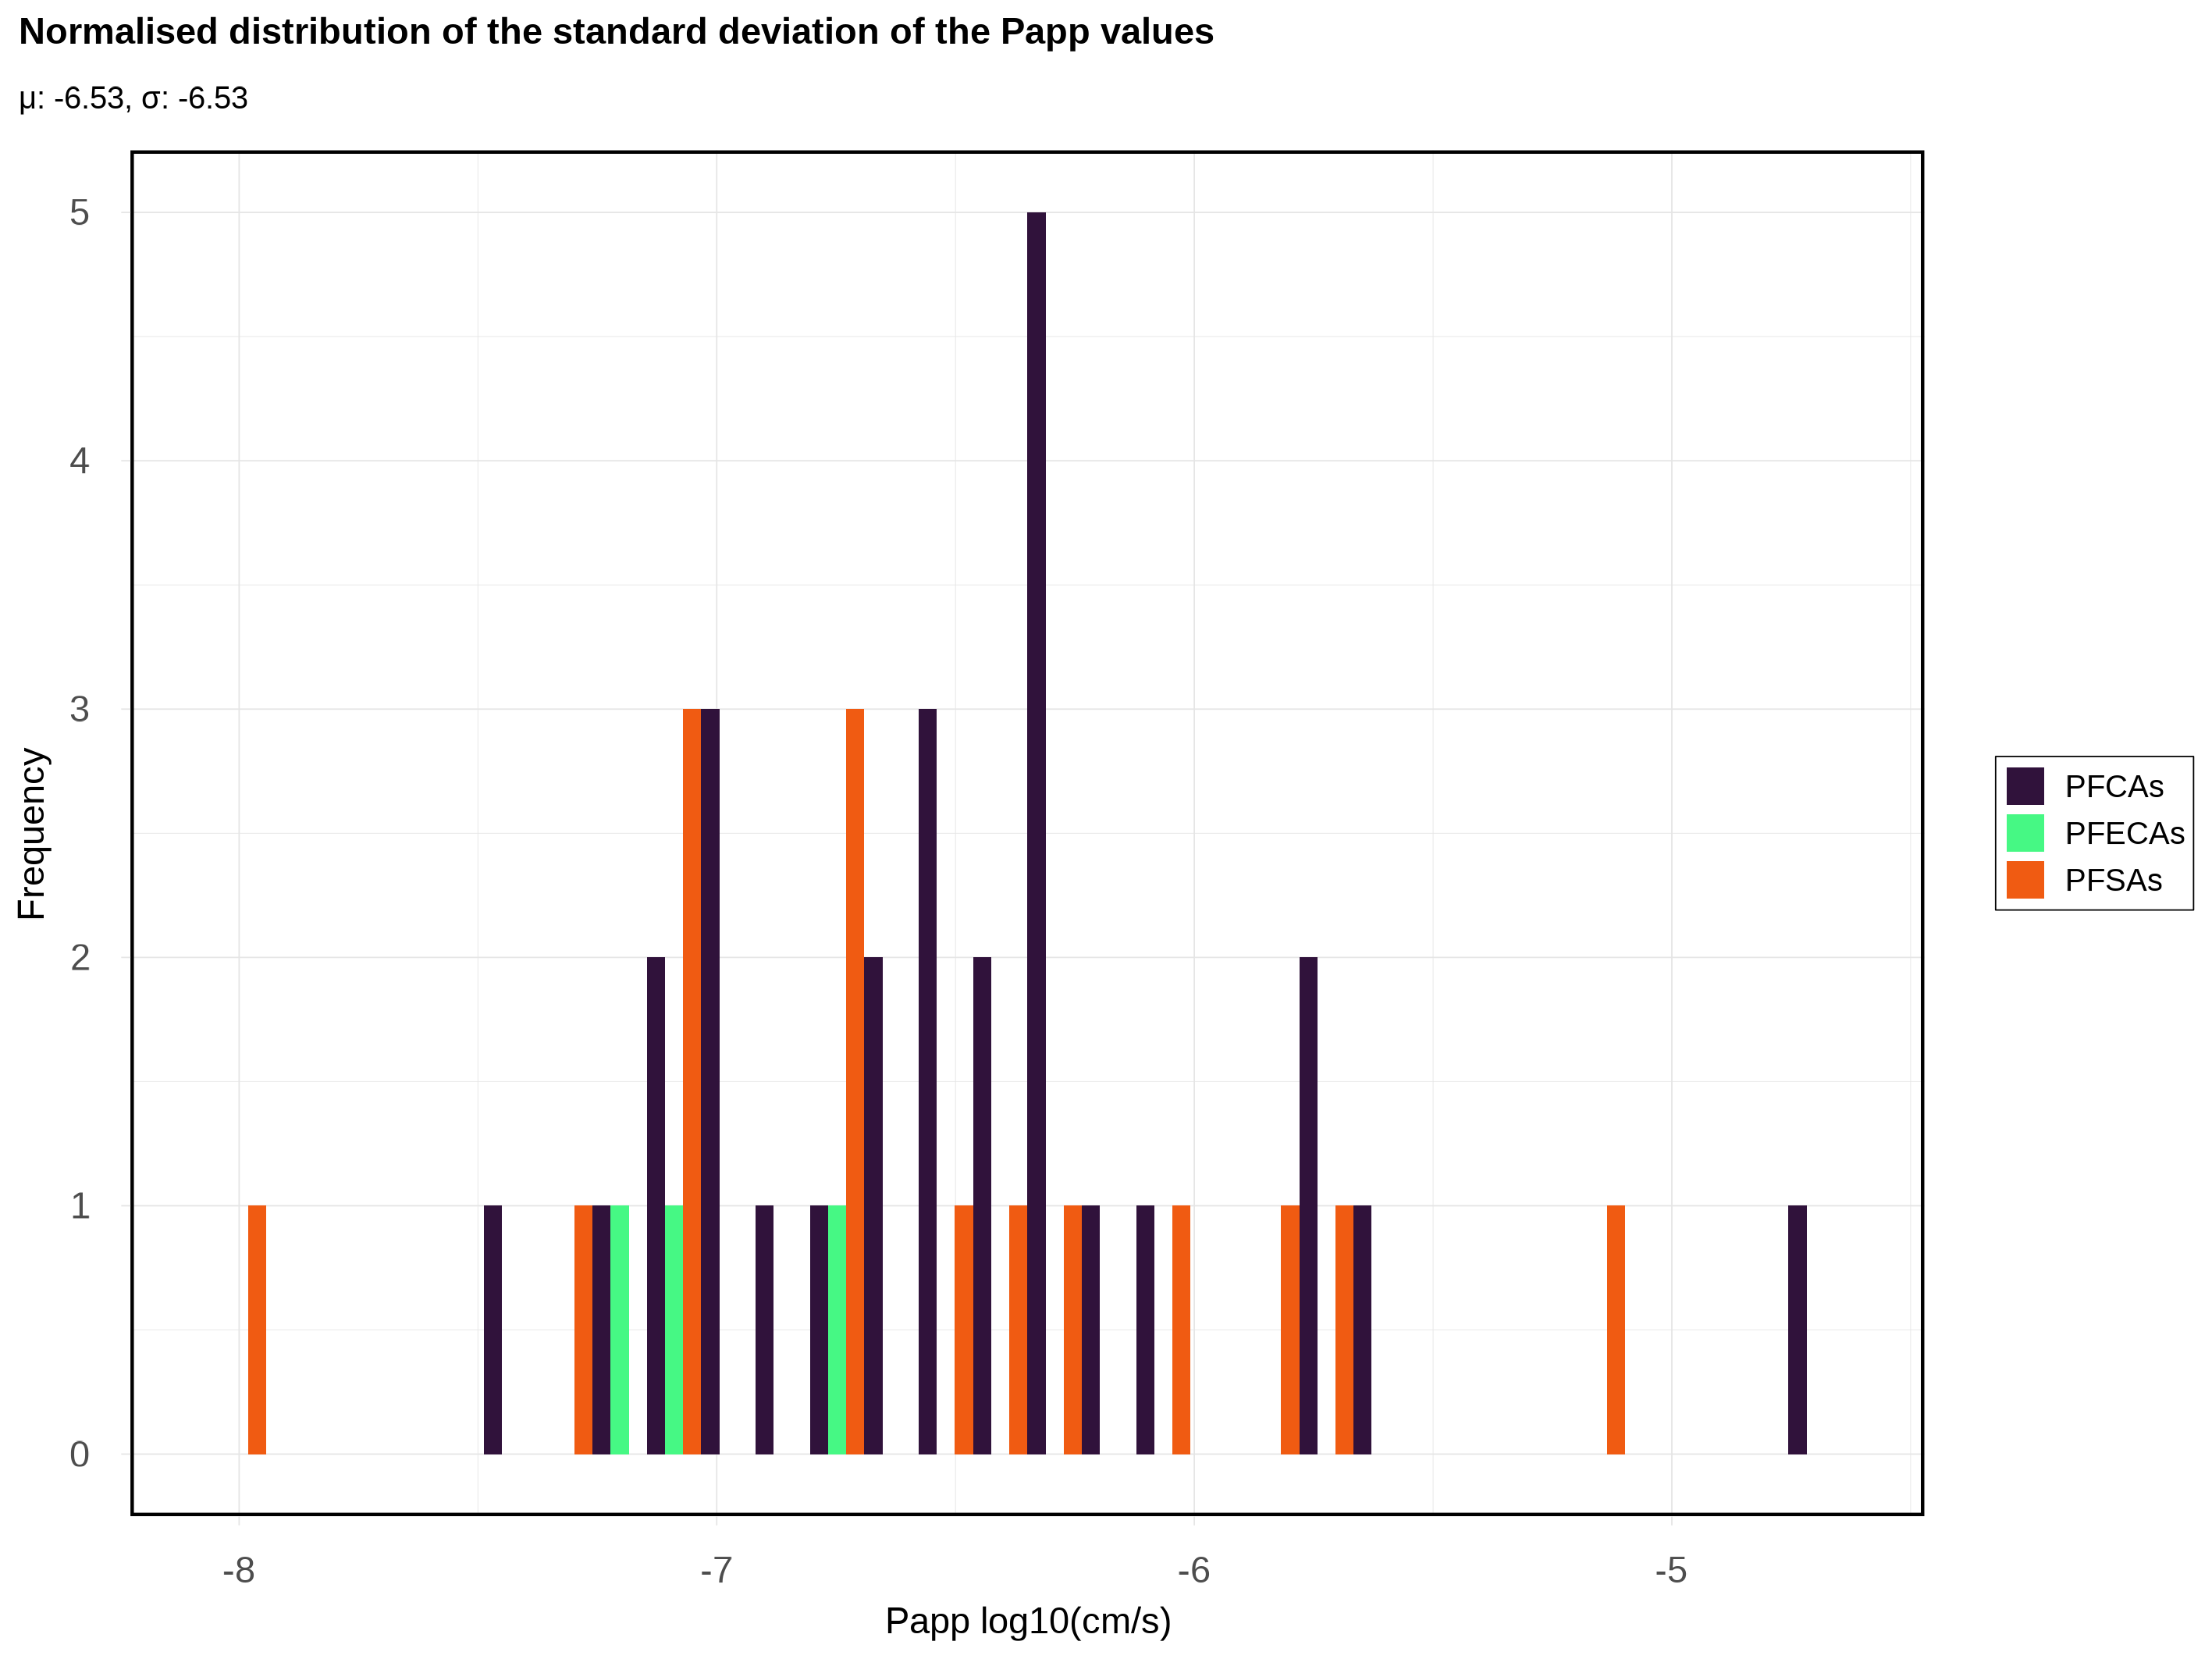 Normalised distribution of the standard deviation of the Papp values
μ: -6.53, σ: -6.53
5
4
3
2
1
0
Frequency
-8
-7
-6
-5
Papp log10(cm/s)
PFCAs
PFECAs
PFSAs